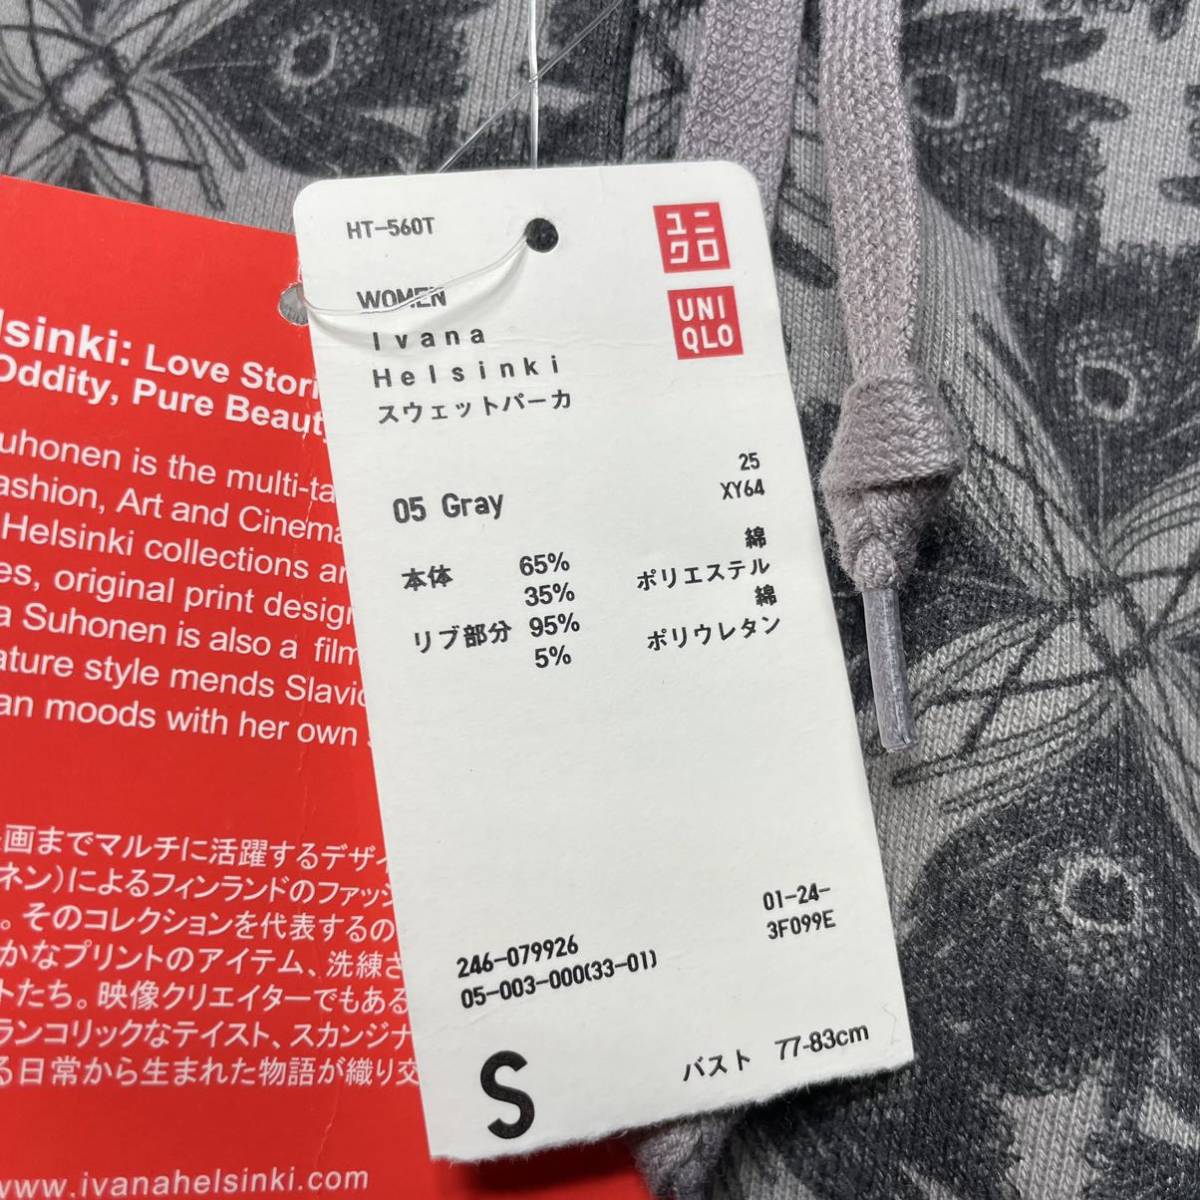 HT-560T
ユニ
クロ
UNI
QLO
WOMEN
Ivana
Helsinki
スウェットパーカ
25
05 Gray XY64
本体 65% 綿
35% ポリエステル
リブ部分 95% 綿
5% ポリウレタン
01-24-
246-079926 3F099E
05-003-000(33-01)
S バスト 77-83cm
lsinki: Love Stori
Oddity, Pure Beauty
uhonen is the multi-ta
ashion, Art and Cinema
Helsinki collections ar
es, original print design
a Suhonen is also a film
ature style mends Slavic
an moods with her own
画までマルチに活躍するデザイ
ネン)によるフィンランドのファッシ
。そのコレクションを代表するの
かなプリントのアイテム、洗練さ
トたち。映像クリエイターでもある
ランコリックなテイスト、スカンジナ
る日常から生まれた物語が織り交
www.ivanahelsinki.com